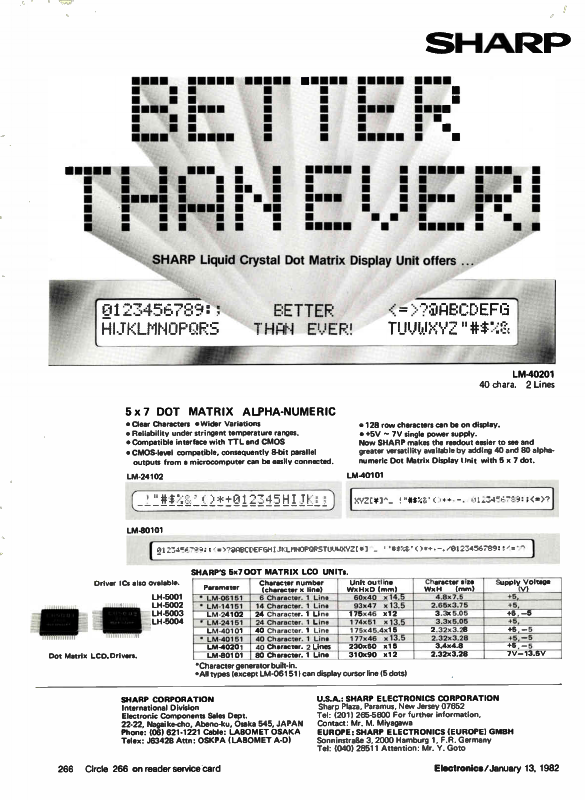 SHARP
BETTER
THAN EVER!
SHARP Liquid Crystal Dot Matrix Display Unit offers ...
0123456789:; BETTER <=>?@ABCDEFG
HIJKLMNOPQRS THAN EVER! TUVWXYZ"#$%&
LM-40201
40 chara. 2 Lines
5 x 7 DOT MATRIX ALPHA-NUMERIC
• Clear Characters • Wider Variations
• Reliability under stringent temperature ranges.
• Compatible interface with TTL and CMOS
• CMOS-level compatible, consequently 8-bit parallel
outputs from a microcomputer can be easily connected.
• 128 row characters can be on display.
• +5V ~ 7V single power supply.
Now SHARP makes the readout easier to see and
greater versatility available by adding 40 and 80 alpha-
numeric Dot Matrix Display Unit with 5 x 7 dot.
LM-24102
!"#$%&'()*+012345HIJK:;
LM-40101
XYZ[¥]^_ !"#$%&'()*+,-. 0123456789:;<=>?
LM-80101
0123456789:;<=>?@ABCDEFGHIJKLMNOPQRSTUVWXYZ[¥]^_ !"#$%&'()*+,-./0123456789:;<=>?
SHARP'S 5x7 DOT MATRIX LCD UNITs.
Parameter Character number (character x line) Unit outline WxHxD (mm) Character size WxH (mm) Supply Voltage (V)
* LM-06151 6 Character. 1 Line 60x40 x14.5 4.8x7.5 +5,
* LM-14151 14 Character. 1 Line 93x47 x13.5 2.65x3.75 +5,
LM-24102 24 Character. 1 Line 175x46 x12 3.3x5.05 +5, -5
* LM-24151 24 Character. 1 Line 174x51 x13.5 3.3x5.05 +5,
LM-40101 40 Character. 1 Line 175x45.4x15 2.32x3.28 +5, -5
* LM-40151 40 Character. 1 Line 177x46 x13.5 2.32x3.28 +5, -5
LM-40201 40 Character. 2 Lines 230x60 x15 3.4x4.8 +5, -5
LM-80101 80 Character. 1 Line 310x90 x12 2.32x3.28 7V-13.5V
*Character generator built-in.
• All types (except LM-06151) can display cursor line (5 dots)
Driver ICs also available.
LH-5001
LH-5002
LH-5003
LH-5004
Dot Matrix LCD.Drivers.
SHARP CORPORATION
International Division
Electronic Components Sales Dept.
22-22, Nagaike-cho, Abeno-ku, Osaka 545, JAPAN
Phone: (06) 621-1221 Cable: LABOMET OSAKA
Telex: J63428 Attn: OSKPA (LABOMET A-D)
U.S.A.: SHARP ELECTRONICS CORPORATION
Sharp Plaza, Paramus, New Jersey 07652
Tel: (201) 265-5600 For further information,
Contact: Mr. M. Miyagawa
EUROPE: SHARP ELECTRONICS (EUROPE) GMBH
Sonninstraße 3, 2000 Hamburg 1, F.R. Germany
Tel: (040) 28511 Attention: Mr. Y. Goto
266 Circle 266 on reader service card
Electronics/January 13, 1982